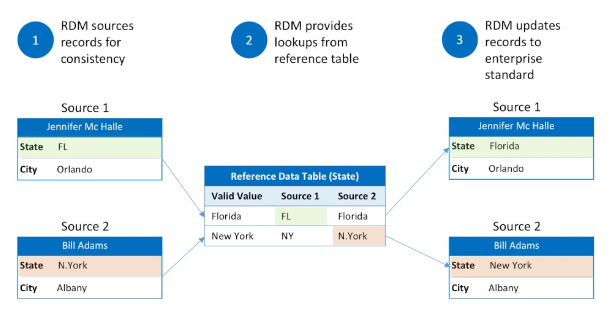 1
RDM sources
records for
consistency
2
RDM provides
lookups from
reference table
3
RDM updates
records to
enterprise
standard
Source 1
Jennifer Mc Halle
State FL
City Orlando
Source 2
Bill Adams
State N.York
City Albany
Reference Data Table (State)
Valid Value Source 1 Source 2
Florida FL Florida
New York NY N.York
Source 1
Jennifer Mc Halle
State Florida
City Orlando
Source 2
Bill Adams
State New York
City Albany